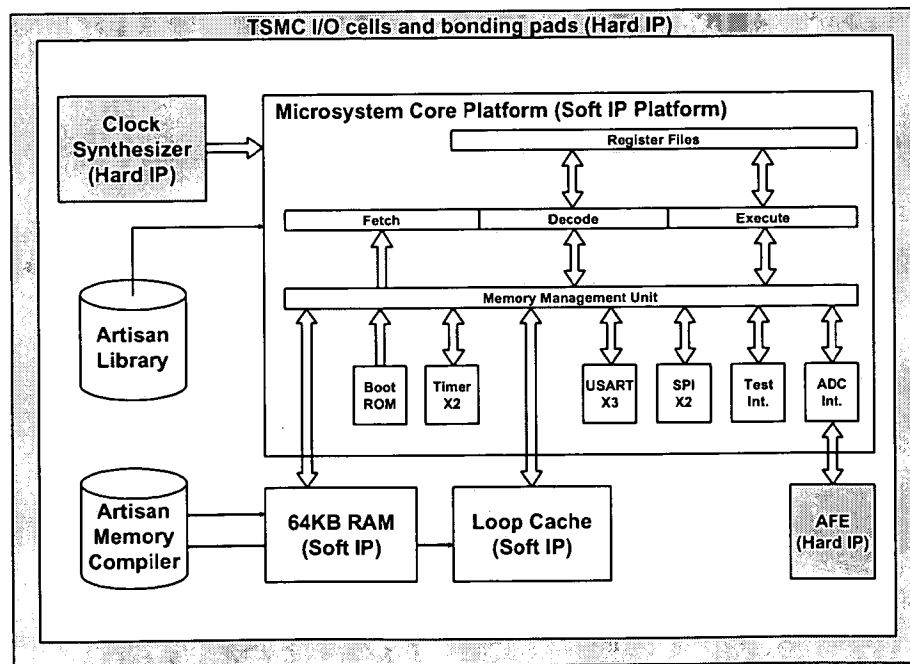 TSMC I/O cells and bonding pads (Hard IP)
Clock
Synthesizer
(Hard IP)
Microsystem Core Platform (Soft IP Platform)
Register Files
Fetch
Decode
Execute
Memory Management Unit
Artisan
Library
Boot
ROM
Timer
X2
USART
X3
SPI
X2
Test
Int.
ADC
Int.
Artisan
Memory
Compiler
64KB RAM
(Soft IP)
Loop Cache
(Soft IP)
AFE
(Hard IP)